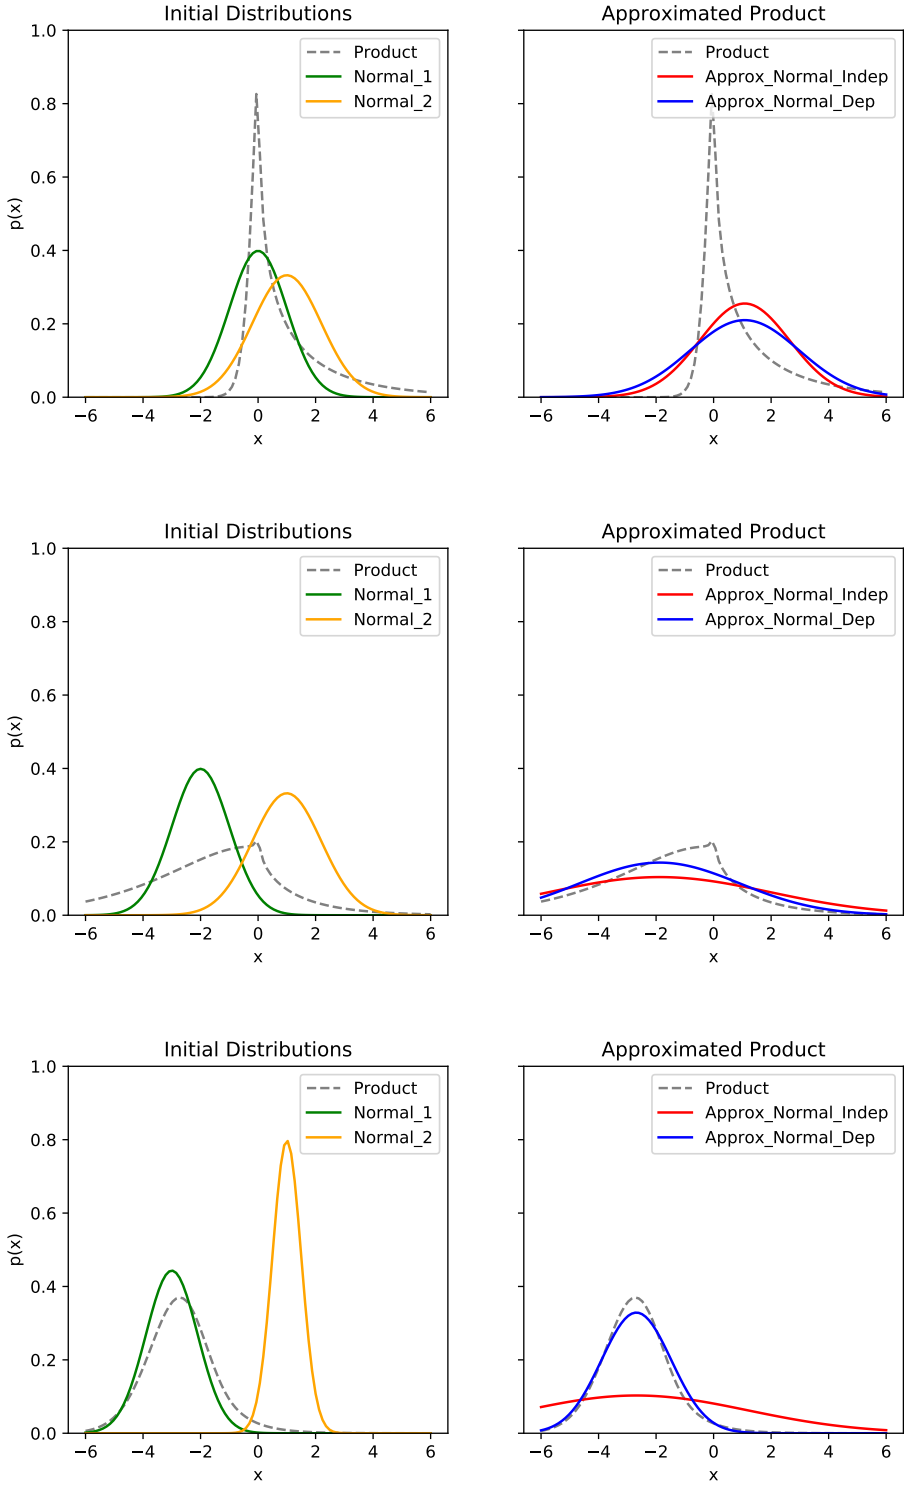 Initial Distributions
Approximated Product
Product
Normal_1
Normal_2
Product
Approx_Normal_Indep
Approx_Normal_Dep
1.0
0.8
0.6
0.4
0.2
0.0
p(x)
−6 −4 −2 0 2 4 6
x
−6 −4 −2 0 2 4 6
x
Initial Distributions
Approximated Product
Product
Normal_1
Normal_2
Product
Approx_Normal_Indep
Approx_Normal_Dep
1.0
0.8
0.6
0.4
0.2
0.0
p(x)
−6 −4 −2 0 2 4 6
x
−6 −4 −2 0 2 4 6
x
Initial Distributions
Approximated Product
Product
Normal_1
Normal_2
Product
Approx_Normal_Indep
Approx_Normal_Dep
1.0
0.8
0.6
0.4
0.2
0.0
p(x)
−6 −4 −2 0 2 4 6
x
−6 −4 −2 0 2 4 6
x